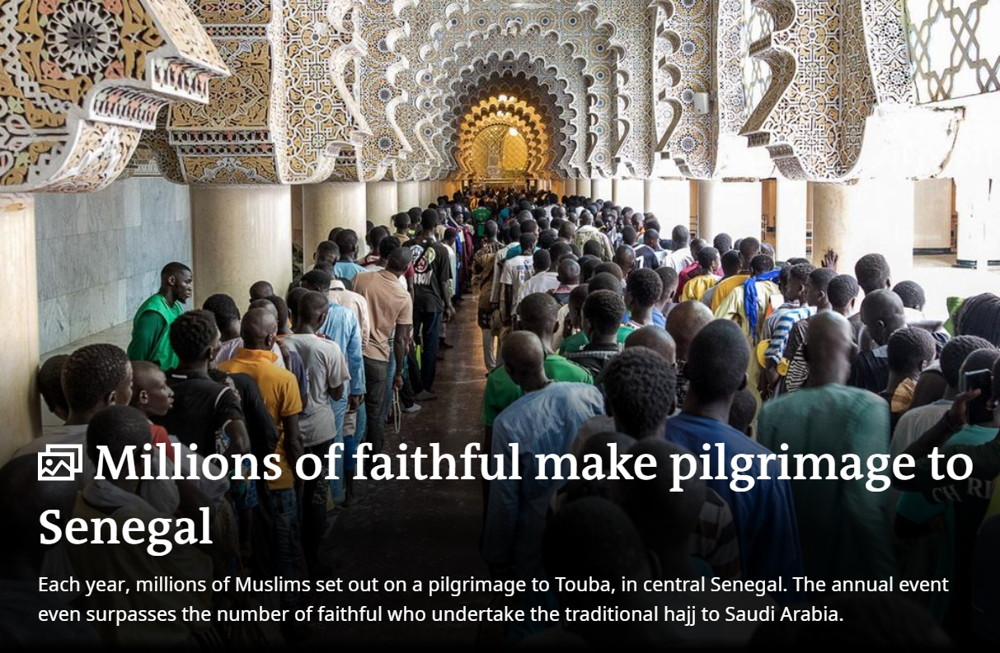 Millions of faithful make pilgrimage to
Senegal
Each year, millions of Muslims set out on a pilgrimage to Touba, in central Senegal. The annual event
even surpasses the number of faithful who undertake the traditional hajj to Saudi Arabia.